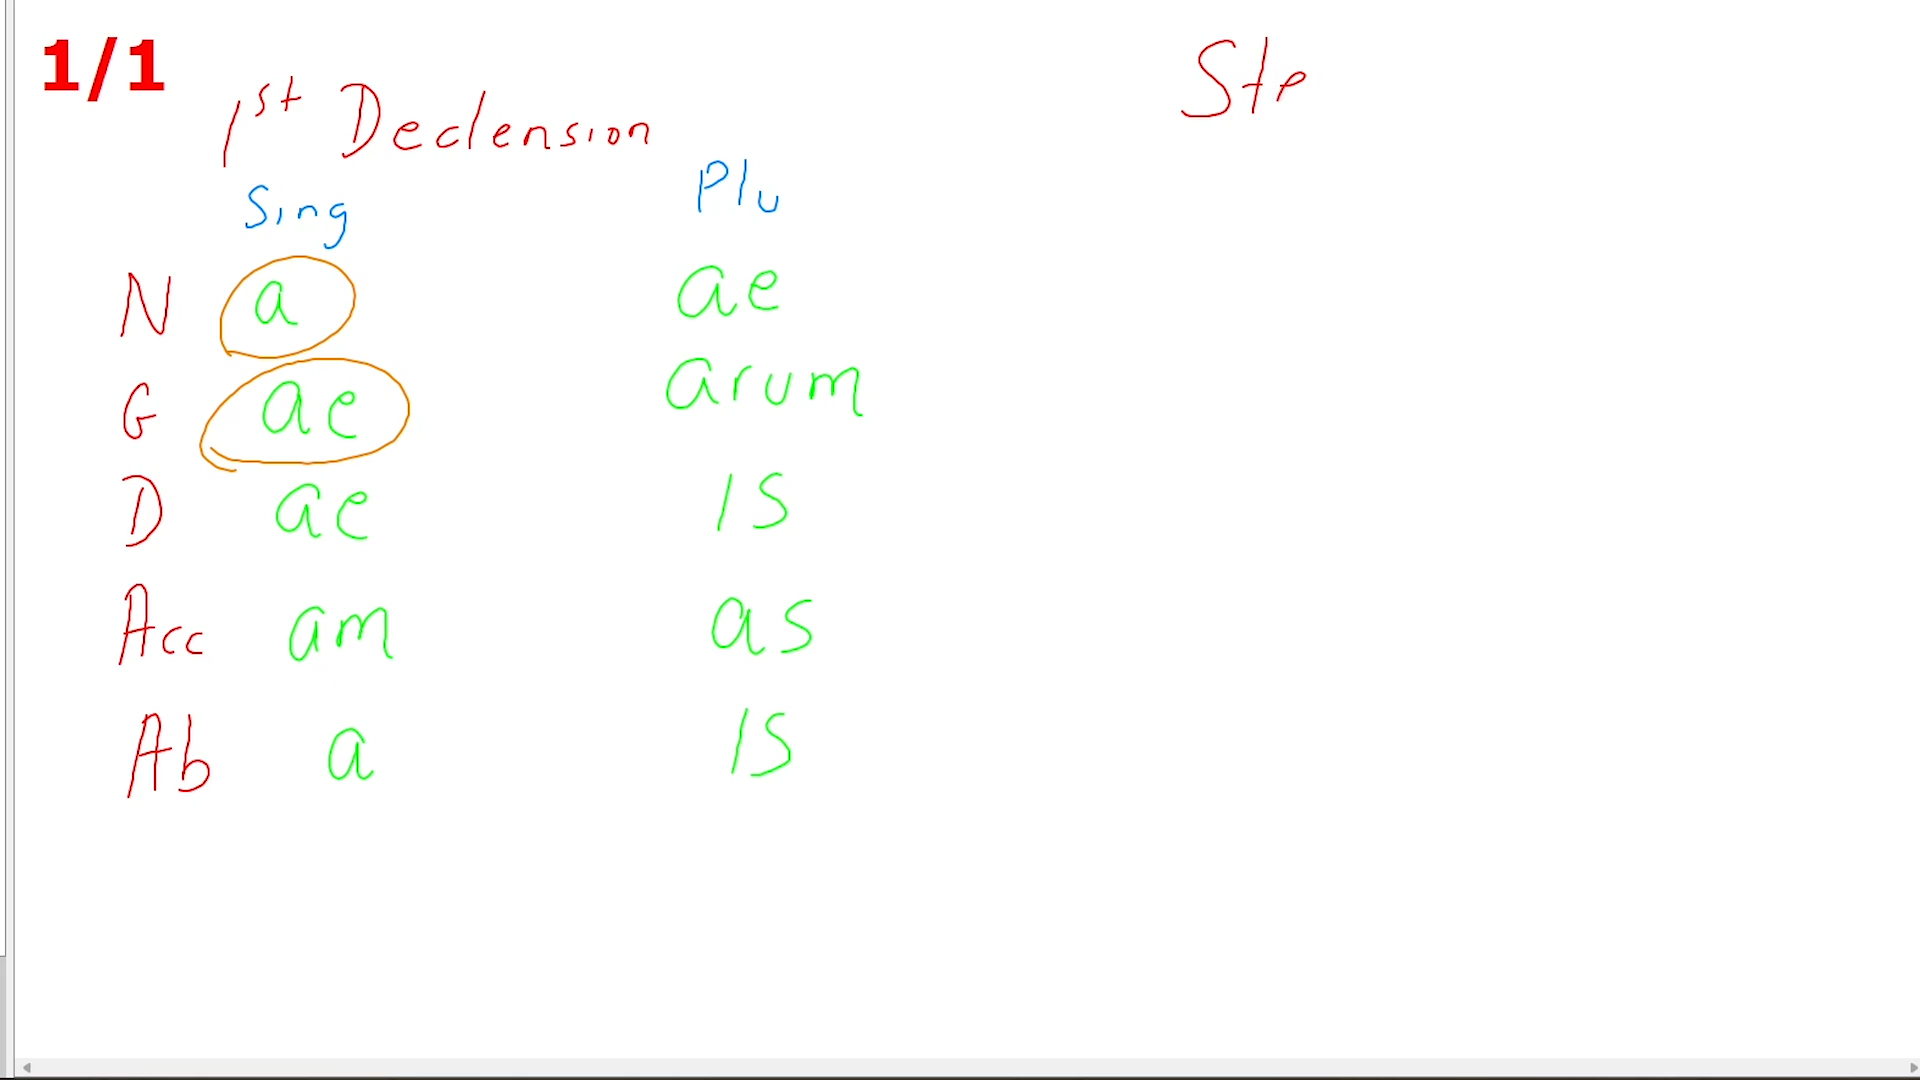 1/1
1st Declension
Ste
Sing Plu
N a ae
G ae arum
D ae is
Acc am as
Ab a is